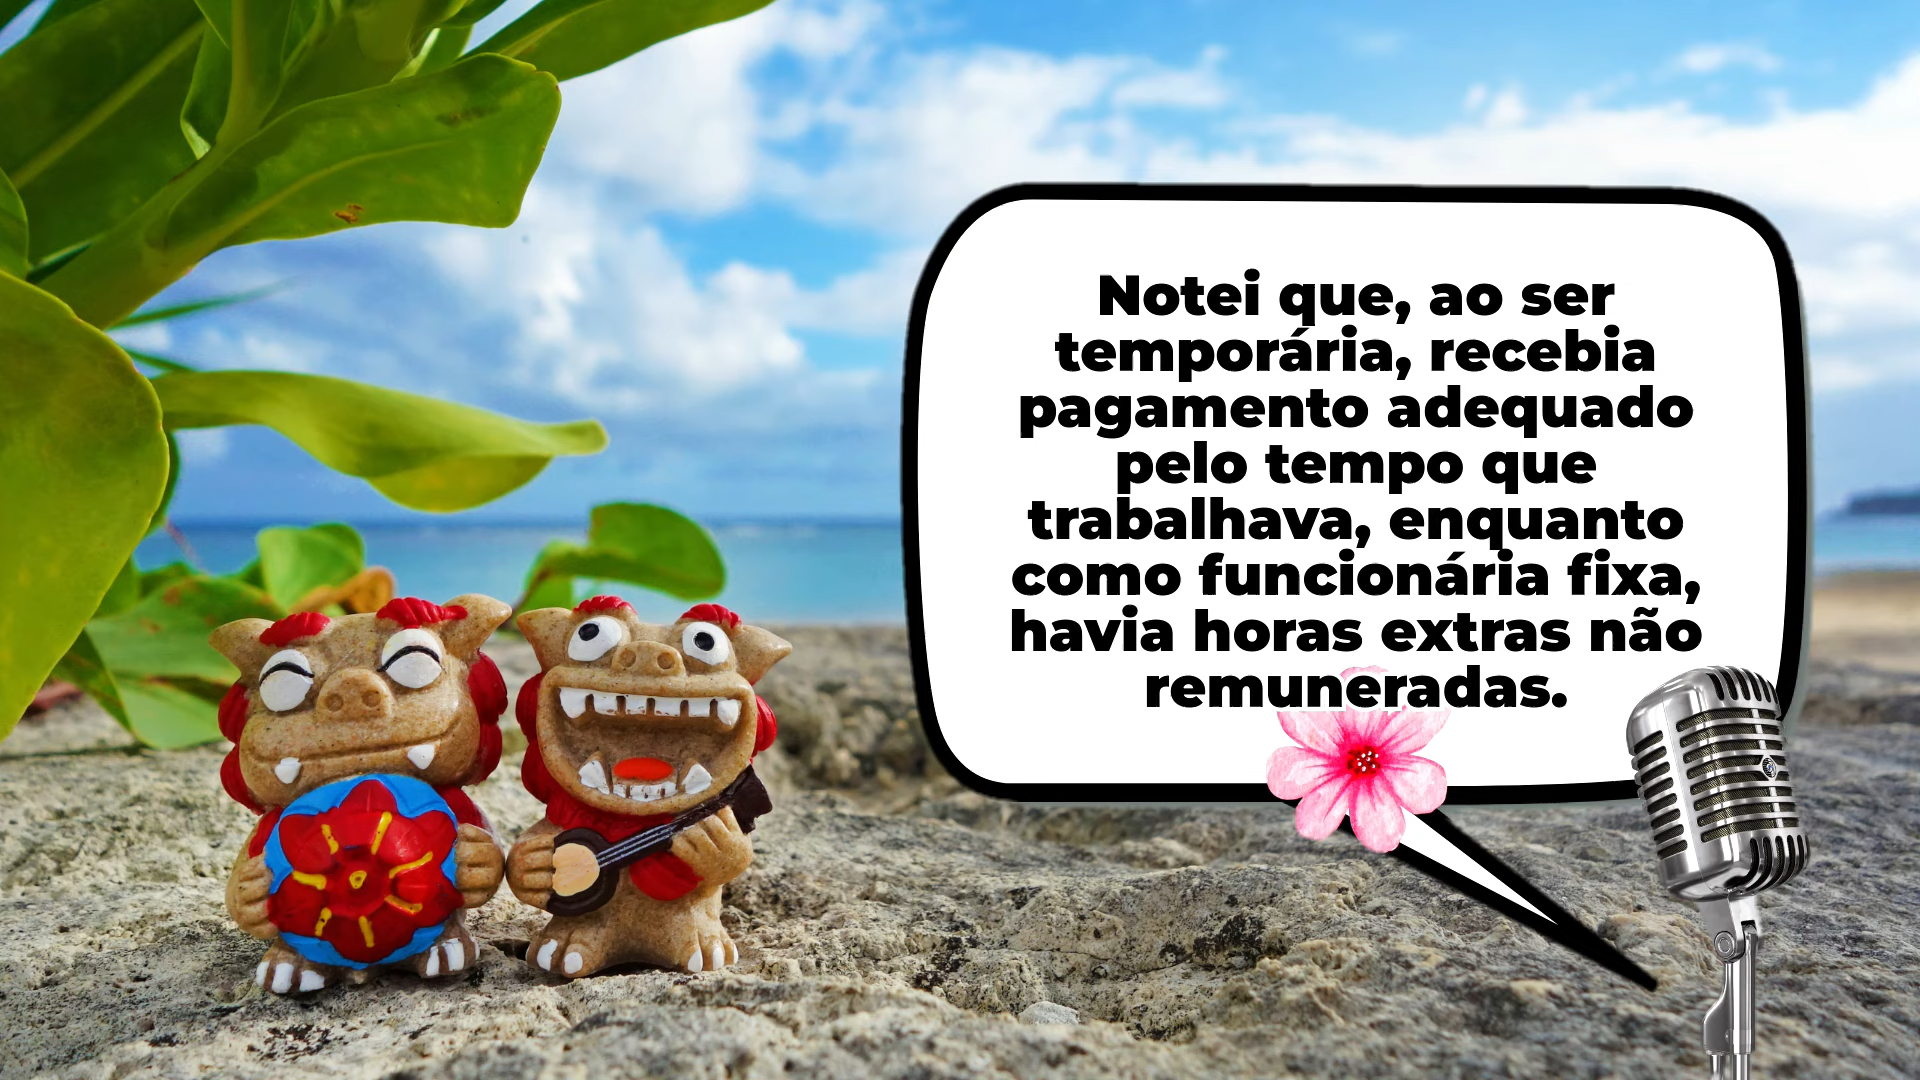 Notei que, ao ser
temporária, recebia
pagamento adequado
pelo tempo que
trabalhava, enquanto
como funcionária fixa,
havia horas extras não
remuneradas.